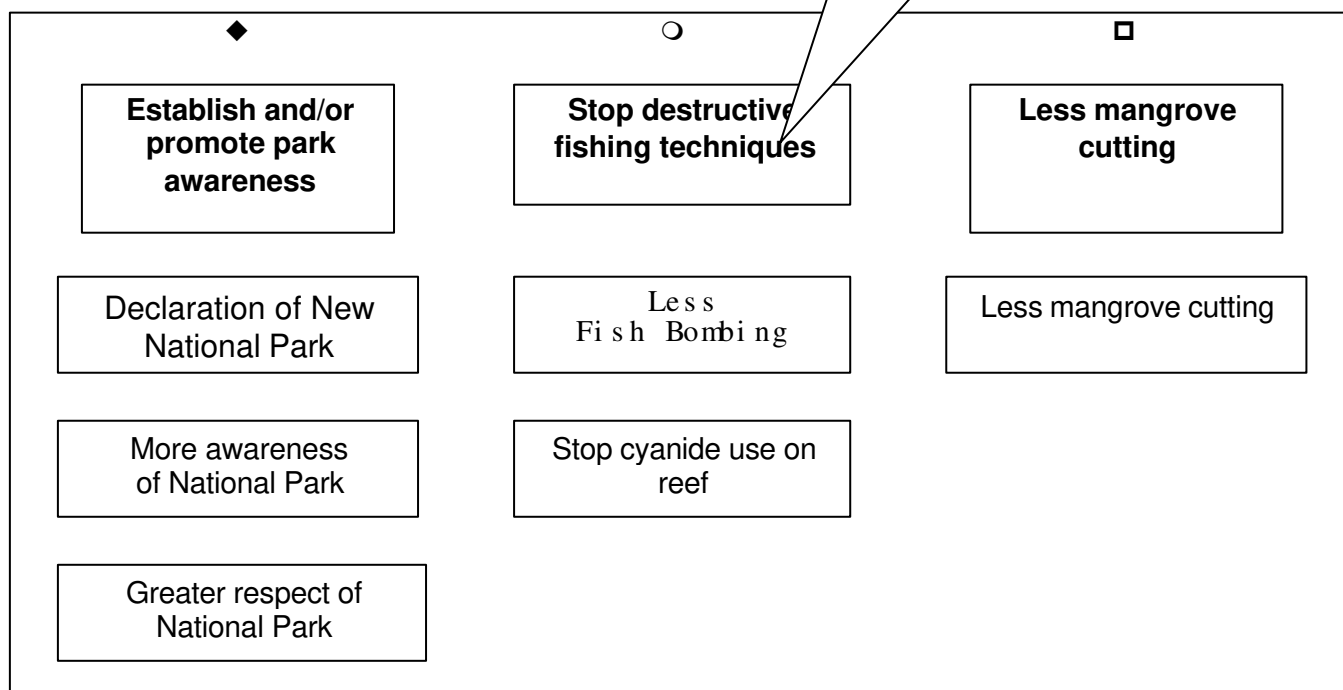 Establish and/or
promote park
awareness
Declaration of New
National Park
More awareness
of National Park
Greater respect of
National Park
Stop destructive
fishing techniques
Less
Fish Bombing
Stop cyanide use on
reef
Less mangrove
cutting
Less mangrove cutting